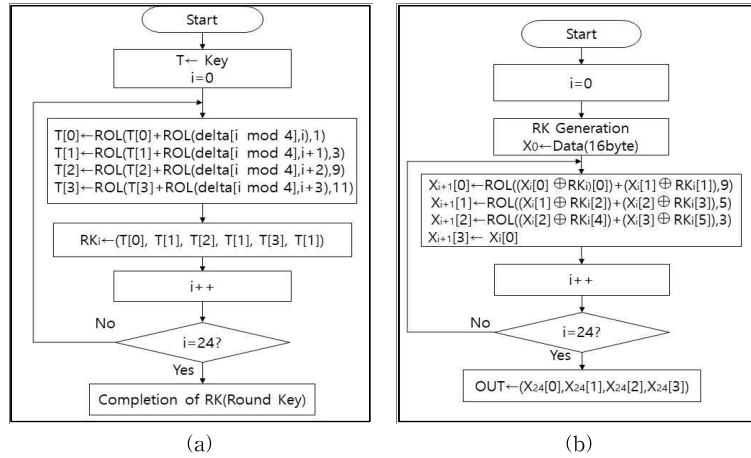 Start
T← Key
i=0
T[0]←ROL(T[0]+ROL(delta[i mod 4],i),1)
T[1]←ROL(T[1]+ROL(delta[i mod 4],i+1),3)
T[2]←ROL(T[2]+ROL(delta[i mod 4],i+2),9)
T[3]←ROL(T[3]+ROL(delta[i mod 4],i+3),11)
RKi←(T[0], T[1], T[2], T[1], T[3], T[1])
i++
No
i=24?
Yes
Completion of RK(Round Key)
(a)
Start
i=0
RK Generation
X0←Data(16byte)
Xi+1[0]←ROL((Xi[0] ⊕RKi)[0])+(Xi[1]⊕RKi[1]),9)
Xi+1[1]←ROL((Xi[1]⊕RKi[2])+(Xi[2]⊕RKi[3]),5)
Xi+1[2]←ROL((Xi[2]⊕RKi[4])+(Xi[3]⊕RKi[5]),3)
Xi+1[3]← Xi[0]
i++
No
i=24?
Yes
OUT←(X24[0],X24[1],X24[2],X24[3])
(b)